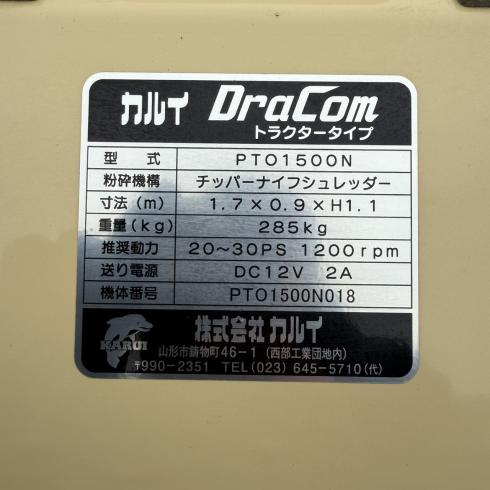 カルイ DraCom
トラクタータイプ
型 式 PTO1500N
粉砕機構 チッパーナイフシュレッダー
寸法(m) 1.7×0.9×H1.1
重量(kg) 285kg
推奨動力 20～30PS 1200rpm
送り電源 DC12V 2A
機体番号 PTO1500N018
KARUI 株式会社 カルイ
山形市鋳物町46-1 (西部工業団地内)
〒990-2351 TEL(023) 645-5710(代)